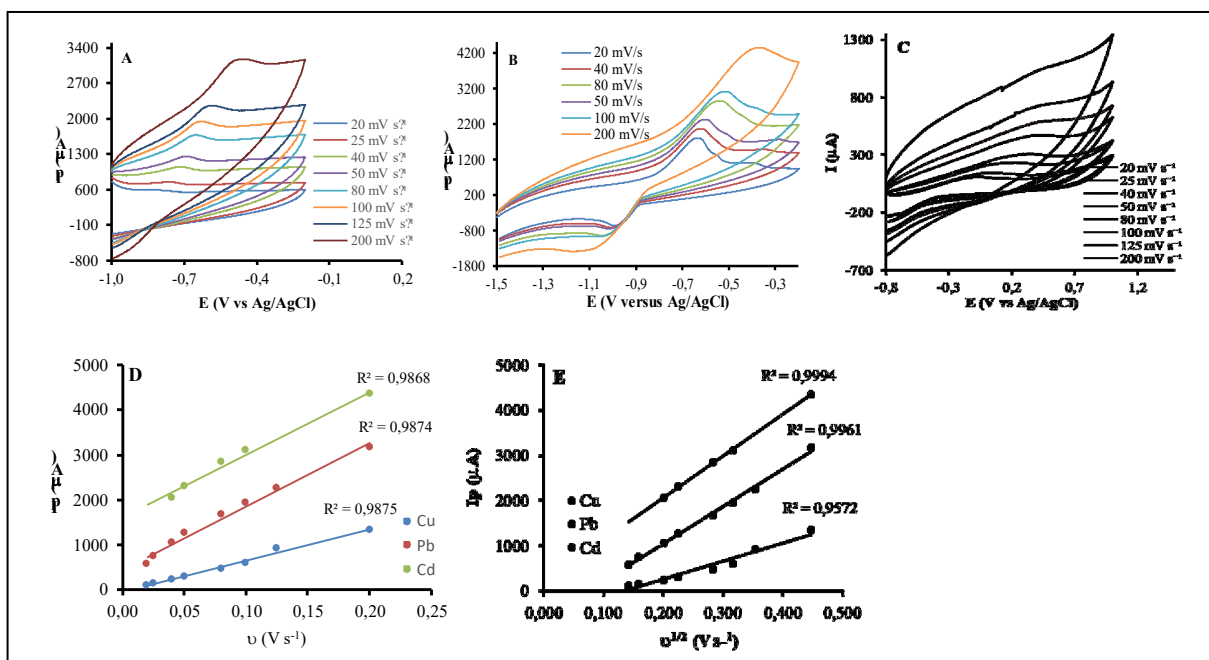 A
3400
2700
2000
1300
600
-100
-800
-1,0
-0,7
-0,4
-0,1
0,2
E (V vs Ag/AgCl)
20 mV s?¹
25 mV s?¹
40 mV s?¹
50 mV s?¹
80 mV s?¹
100 mV s?¹
125 mV s?¹
200 mV s?¹
B
4200
3200
2200
1200
200
-800
-1800
-1,5
-1,3
-1,1
-0,9
-0,7
-0,5
-0,3
E (V versus Ag/AgCl)
20 mV/s
40 mV/s
80 mV/s
50 mV/s
100 mV/s
200 mV/s
C
I (µA)
1300
800
300
-200
-700
-0,8
-0,3
0,2
0,7
1,2
E (V vs Ag/AgCl)
20 mV s⁻¹
25 mV s⁻¹
40 mV s⁻¹
50 mV s⁻¹
80 mV s⁻¹
100 mV s⁻¹
125 mV s⁻¹
200 mV s⁻¹
D
5000
4000
3000
2000
1000
0
0,00
0,05
0,10
0,15
0,20
0,25
υ (V s⁻¹)
R² = 0,9868
R² = 0,9874
R² = 0,9875
Cu
Pb
Cd
E
Ip (µA)
5000
4000
3000
2000
1000
0
0,000
0,100
0,200
0,300
0,400
0,500
υ¹/² (V s⁻¹)
R² = 0,9994
R² = 0,9961
R² = 0,9572
Cu
Pb
Cd